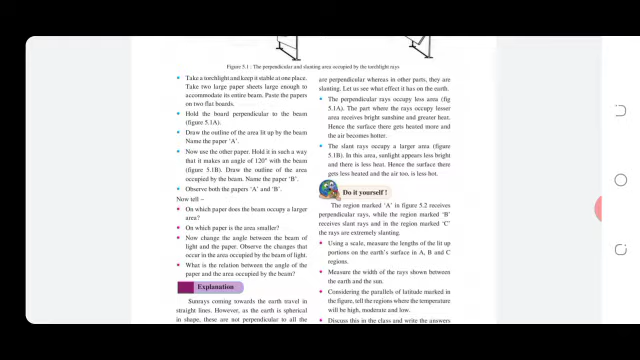 Figure 5.1 : The perpendicular and slanting area occupied by the torchlight rays
• Take a torchlight and keep it stable at one place.
Take two large paper sheets large enough to
accommodate its entire beam. Paste the papers
on two flat boards.
• Hold the board perpendicular to the beam
(figure 5.1A).
• Draw the outline of the area lit up by the beam
Name the paper ‘A’.
• Now use the other paper. Hold it in such a way
that it makes an angle of 120° with the beam
(figure 5.1B). Draw the outline of the area
occupied by the beam. Name the paper ‘B’.
• Observe both the papers ‘A’ and ‘B’.
Now tell -
• On which paper does the beam occupy a larger
area?
• On which paper is the area smaller?
• Now change the angle between the beam of
light and the paper. Observe the changes that
occur in the area occupied by the beam of light.
• What is the relation between the angle of the
paper and the area occupied by the beam?
Explanation
Sunrays coming towards the earth travel in
straight lines. However, as the earth is spherical
in shape, these are not perpendicular to all the
are perpendicular whereas in other parts, they are
slanting. Let us see what effect it has on the earth.
• The perpendicular rays occupy less area (fig
5.1A). The part where the rays occupy lesser
area receives bright sunshine and greater heat.
Hence the surface there gets heated more and
the air becomes hotter.
• The slant rays occupy a larger area (figure
5.1B). In this area, sunlight appears less bright
and there is less heat. Hence the surface there
gets less heated and the air too, is less hot.
Do it yourself !
The region marked ‘A’ in figure 5.2 receives
perpendicular rays, while the region marked ‘B’
receives slant rays and in the region marked ‘C’
the rays are extremely slanting.
• Using a scale, measure the lengths of the lit up
portions on the earth's surface in A, B and C
regions.
• Measure the width of the rays shown between
the earth and the sun.
• Considering the parallels of latitude marked in
the figure, tell the regions where the temperature
will be high, moderate and low.
• Discuss this in the class and write the answers